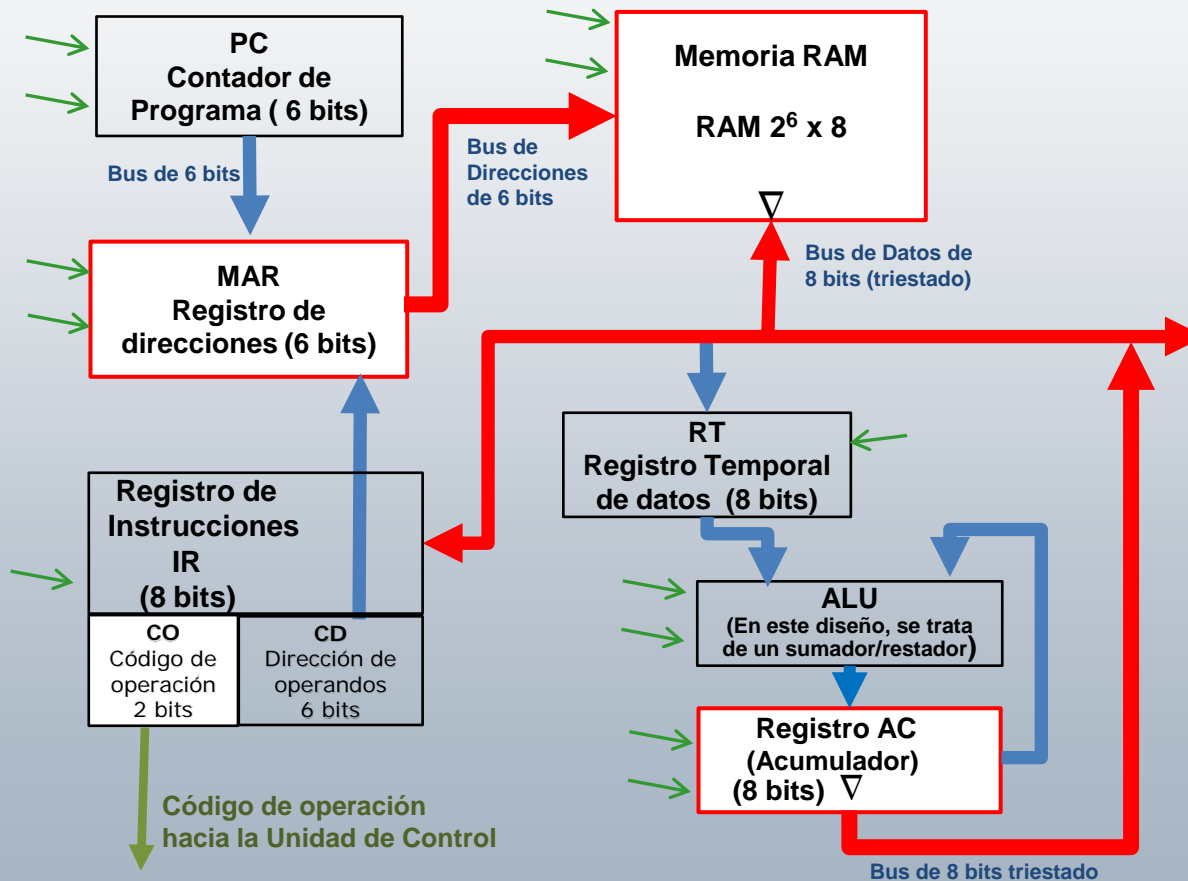 PC
Contador de
Programa ( 6 bits)
Bus de 6 bits
MAR
Registro de
direcciones (6 bits)
Bus de
Direcciones
de 6 bits
Memoria RAM
RAM 2⁶ x 8
∇
Bus de Datos de
8 bits (triestado)
RT
Registro Temporal
de datos (8 bits)
Registro de
Instrucciones
IR
(8 bits)
CO
Código de
operación
2 bits
CD
Dirección de
operandos
6 bits
ALU
(En este diseño, se trata
de un sumador/restador)
Registro AC
(Acumulador)
(8 bits) ∇
Código de operación
hacia la Unidad de Control
Bus de 8 bits triestado